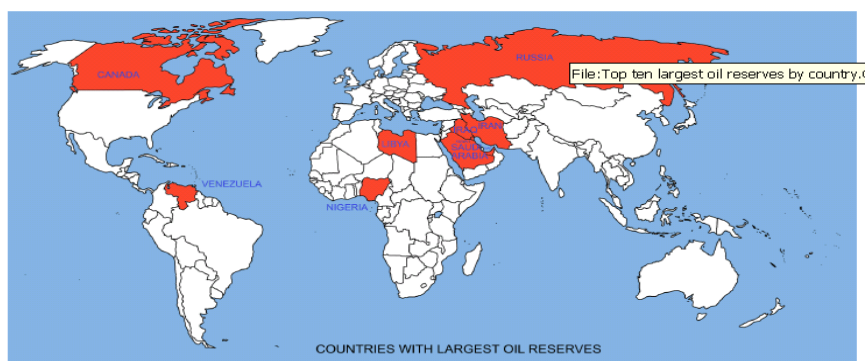 CANADA
RUSSIA
File:Top ten largest oil reserves by country.
IRAQ
IRAN
LIBYA
SAUDI
ARABIA
VENEZUELA
NIGERIA
COUNTRIES WITH LARGEST OIL RESERVES